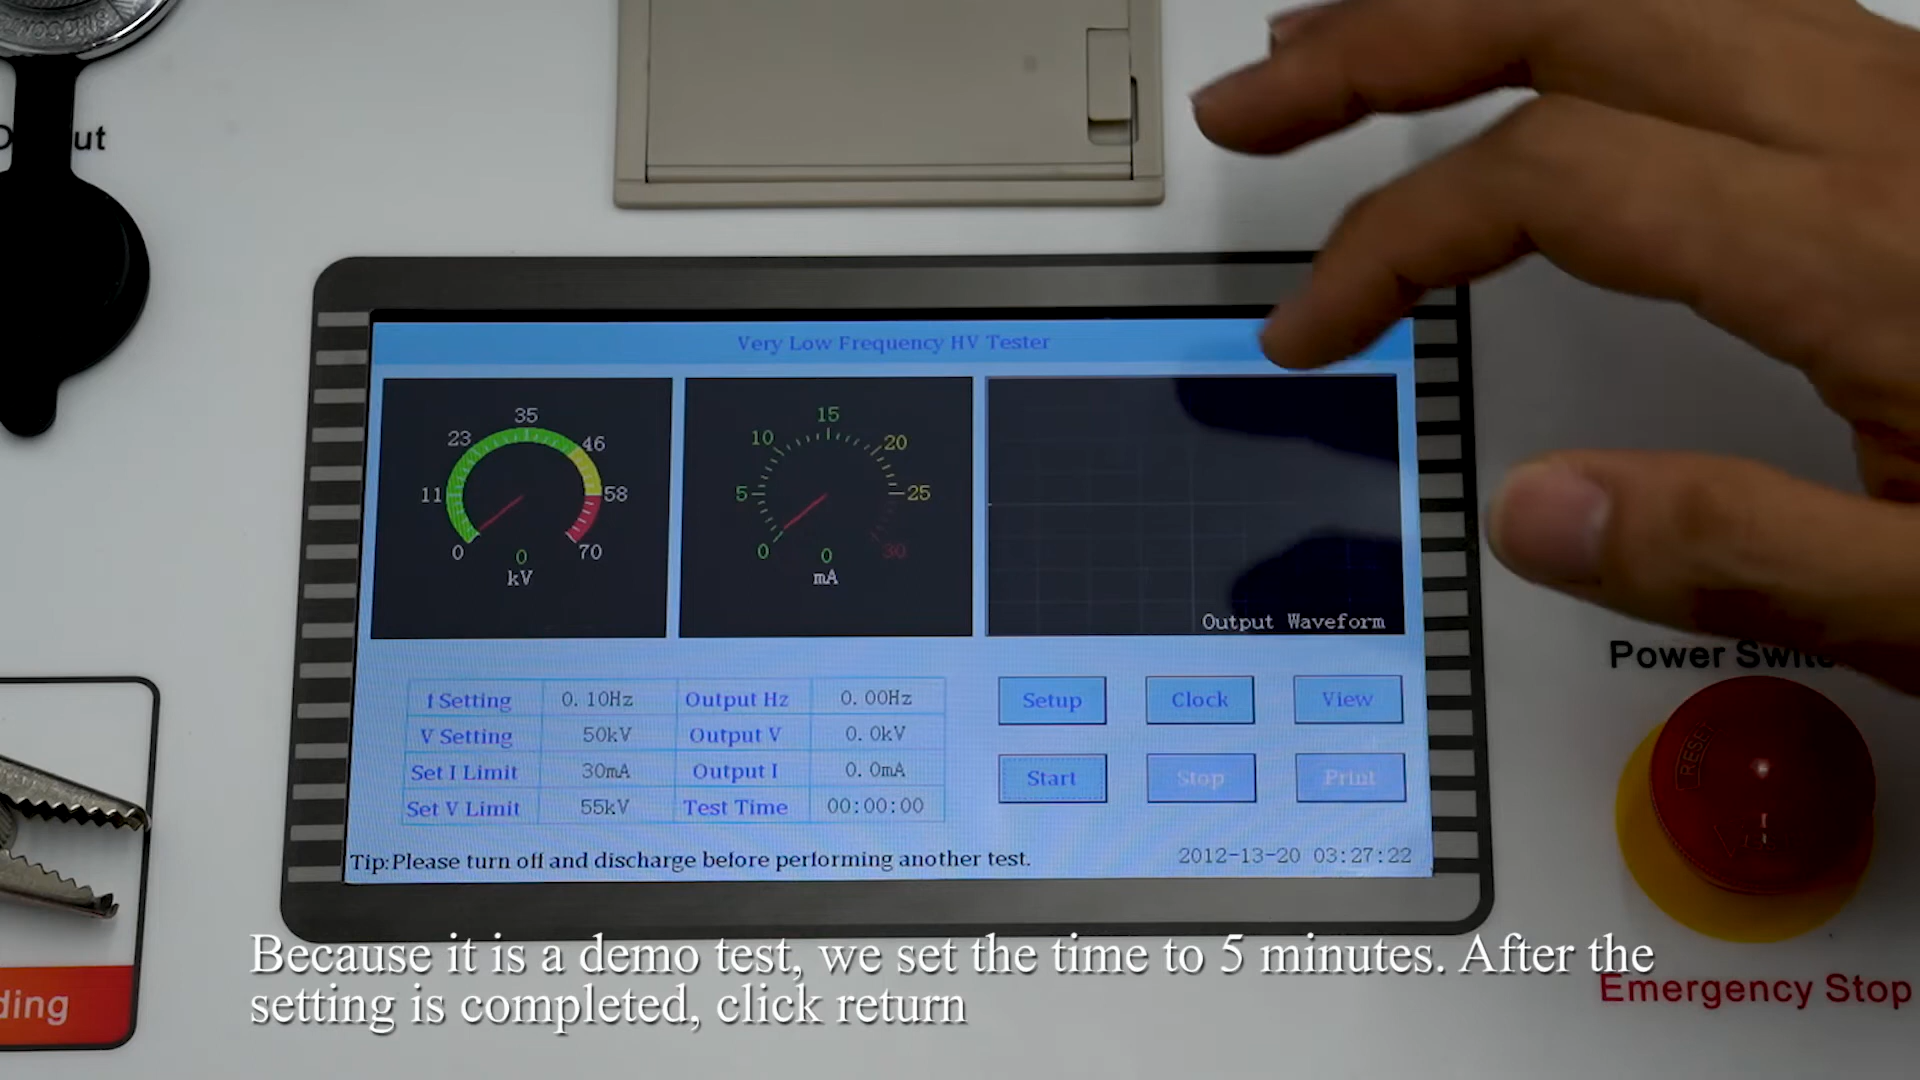 ut
Very Low Frequency HV Tester
35
23
46
11
58
0
70
0
kV
15
10
20
5
25
0
30
0
mA
Output Waveform
f Setting 0.10Hz Output Hz 0.00Hz
V Setting 50kV Output V 0.0kV
Set I Limit 30mA Output I 0.0mA
Set V Limit 55kV Test Time 00:00:00
Setup Clock View
Start Stop Print
Tip:Please turn off and discharge before performing another test.
2012-13-20 03:27:22
Power Switc
RESET
Emergency Stop
ding
Because it is a demo test, we set the time to 5 minutes. After the
setting is completed, click return